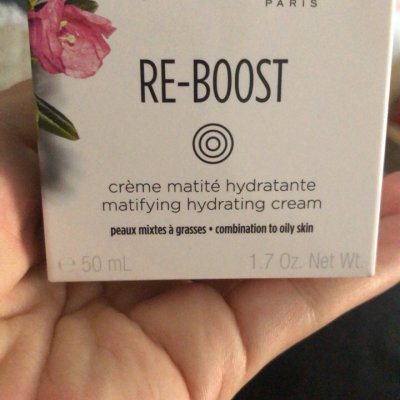 PARIS
RE-BOOST
crème matité hydratante
matifying hydrating cream
peaux mixtes à grasses • combination to oily skin
℮ 50 mL 1.7 Oz. Net Wt.